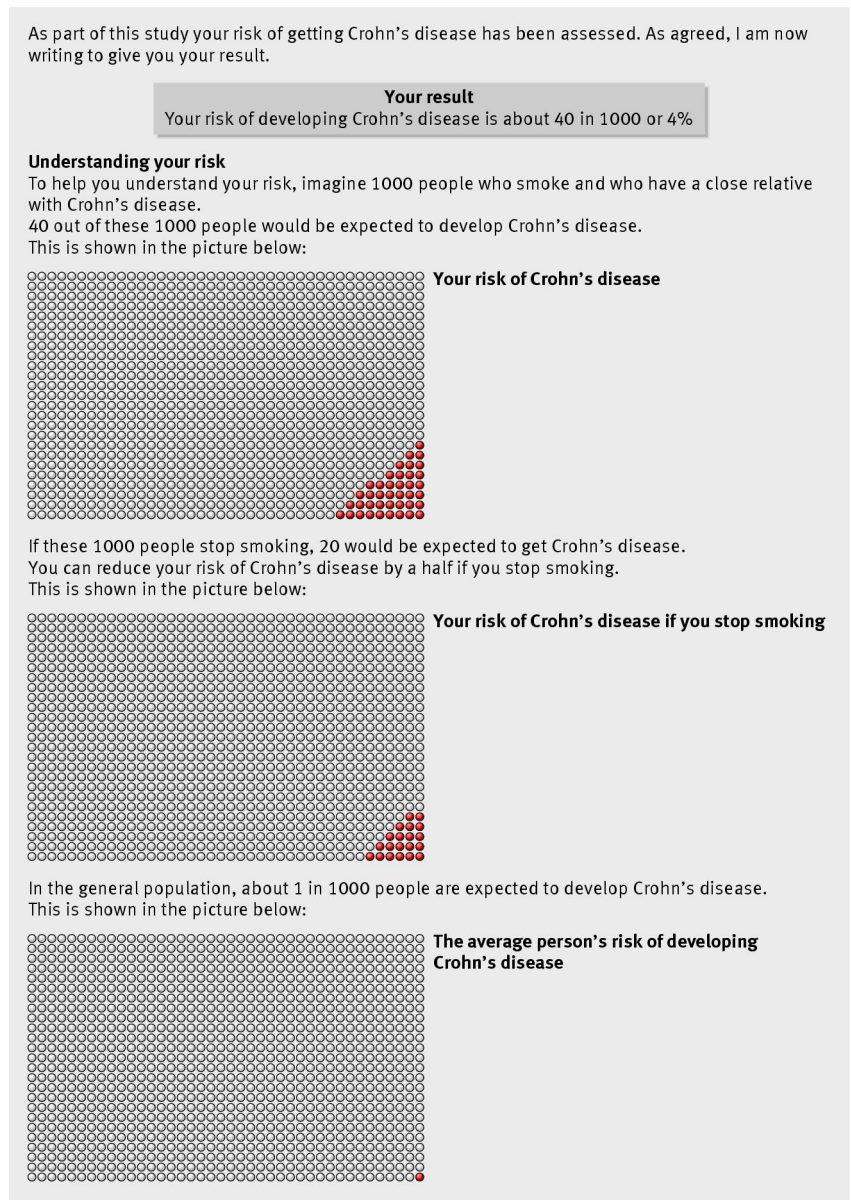 As part of this study your risk of getting Crohn's disease has been assessed. As agreed, I am now
writing to give you your result.
Your result
Your risk of developing Crohn's disease is about 40 in 1000 or 4%
Understanding your risk
To help you understand your risk, imagine 1000 people who smoke and who have a close relative
with Crohn's disease.
40 out of these 1000 people would be expected to develop Crohn's disease.
This is shown in the picture below:
Your risk of Crohn's disease
If these 1000 people stop smoking, 20 would be expected to get Crohn's disease.
You can reduce your risk of Crohn's disease by a half if you stop smoking.
This is shown in the picture below:
Your risk of Crohn's disease if you stop smoking
In the general population, about 1 in 1000 people are expected to develop Crohn's disease.
This is shown in the picture below:
The average person's risk of developing
Crohn's disease